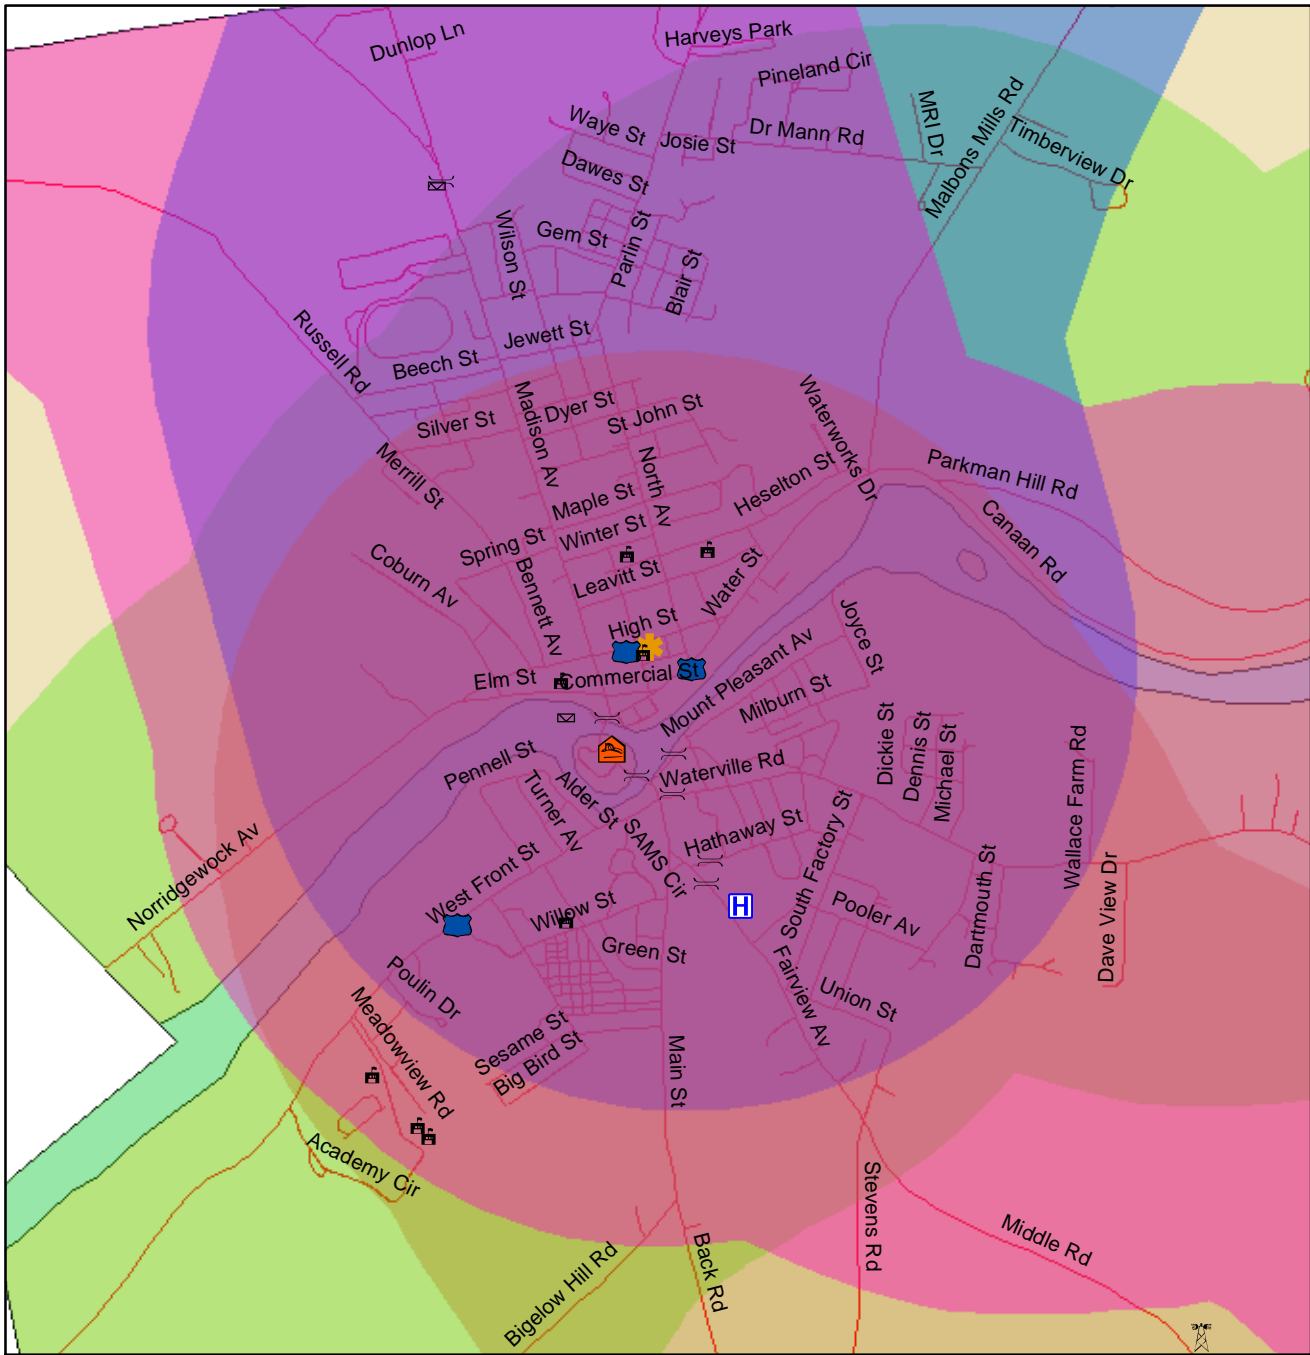 Dunlop Ln
Harveys Park
Pineland Cir
MRI Dr
Malbons Mills Rd
Timberview Dr
Waye St
Josie St
Dr Mann Rd
Dawes St
Wilson St
Gem St
Parlin St
Blair St
Russell Rd
Jewett St
Beech St
Madison Av
Dyer St
St John St
Silver St
Waterworks Dr
Merrill St
North Av
Heselton St
Parkman Hill Rd
Maple St
Canaan Rd
Winter St
Spring St
Coburn Av
Bennett Av
Leavitt St
Water St
High St
Joyce St
Mount Pleasant Av
Elm St
Commercial St
Milburn St
Dickie St
Dennis St
Michael St
Wallace Farm Rd
Pennell St
Waterville Rd
Turner Av
Alder St
SAMS Cir
Hathaway St
South Factory St
Norridgewock Av
West Front St
Dartmouth St
Dave View Dr
H
Willow St
Pooler Av
Green St
Poulin Dr
Fairview Av
Union St
Meadowview Rd
Sesame St
Big Bird St
Main St
Academy Cir
Stevens Rd
Middle Rd
Back Rd
Bigelow Hill Rd